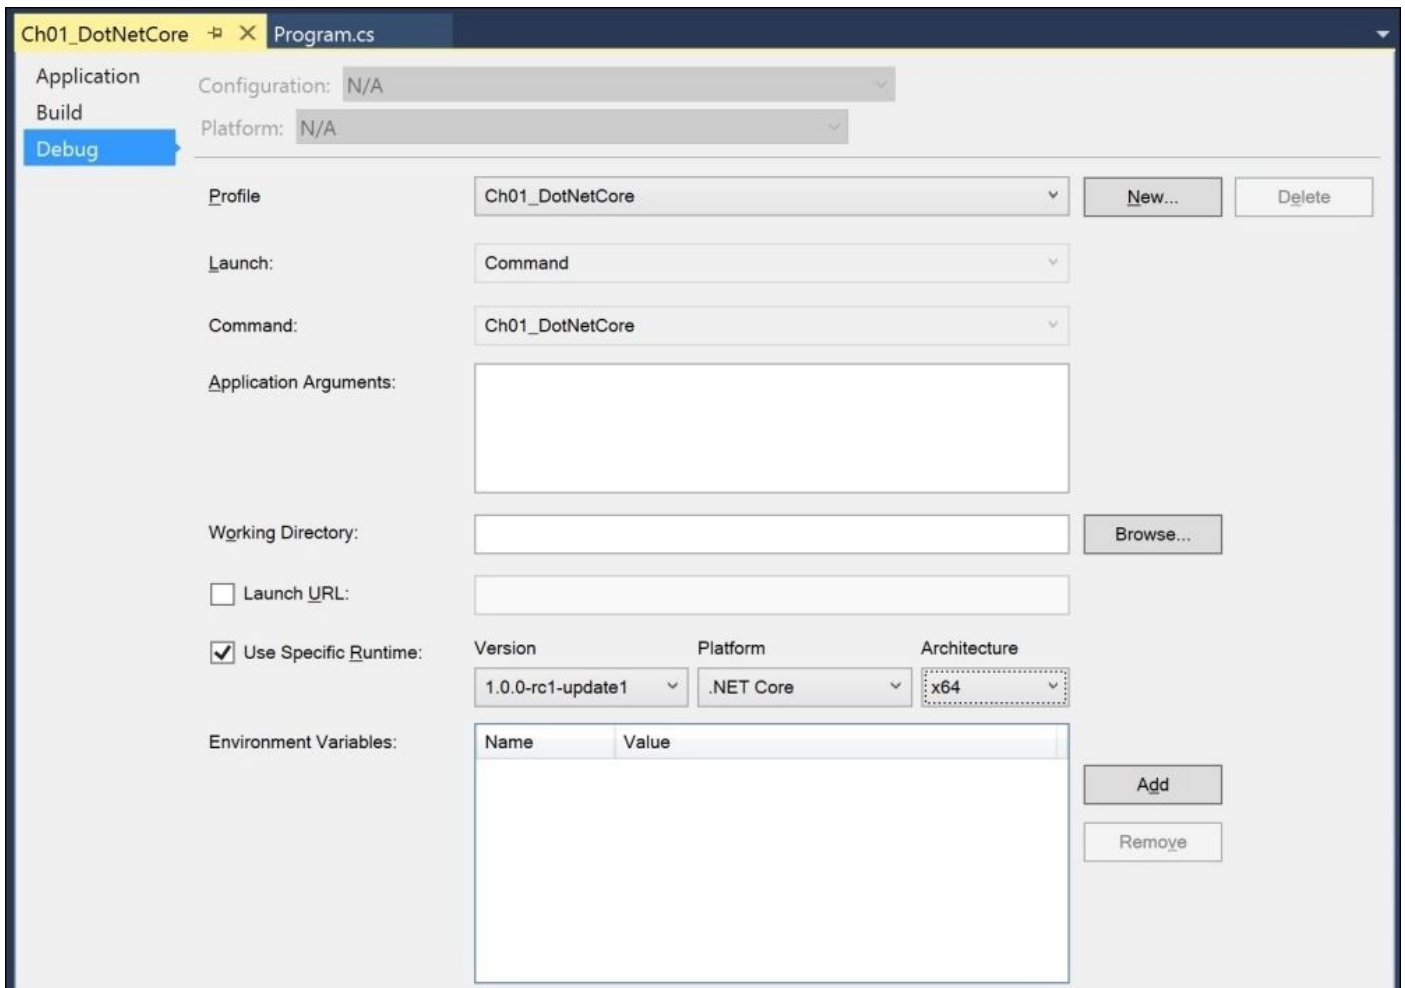 Ch01_DotNetCore Program.cs
Application
Build
Debug
Configuration: N/A
Platform: N/A
Profile Ch01_DotNetCore New... Delete
Launch: Command
Command: Ch01_DotNetCore
Application Arguments:
Working Directory: Browse...
Launch URL:
Use Specific Runtime: Version Platform Architecture
1.0.0-rc1-update1 .NET Core x64
Environment Variables: Name Value
Add
Remove